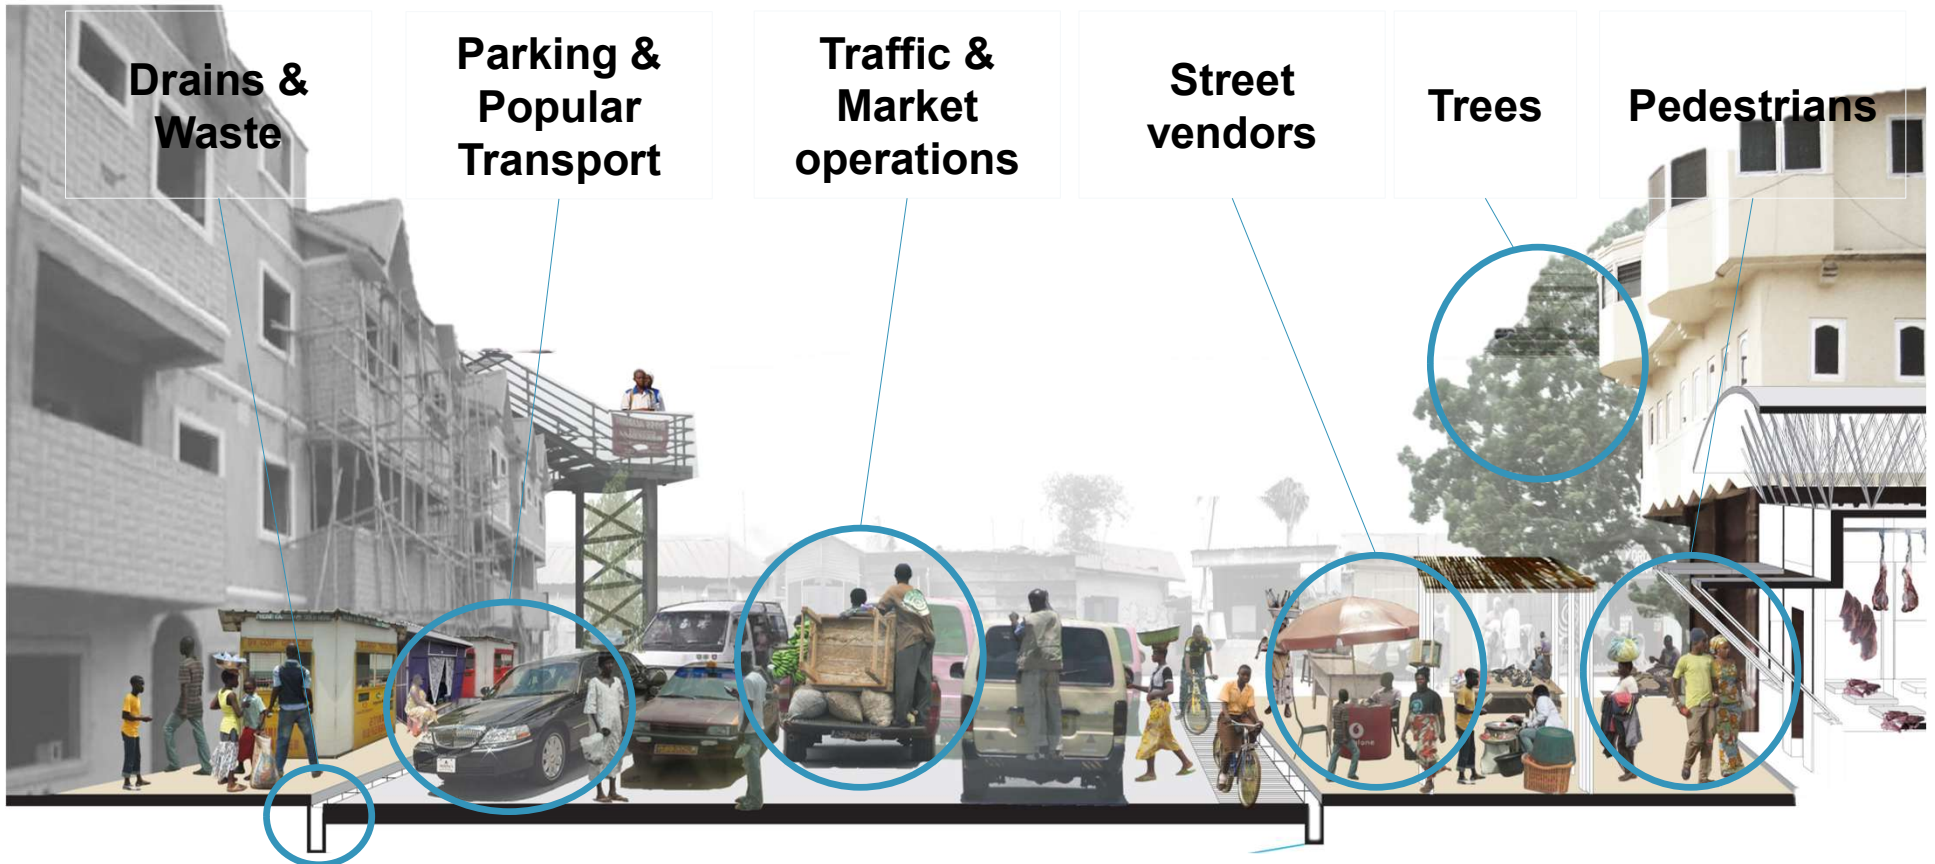 Drains &
Waste
Parking &
Popular
Transport
Traffic &
Market
operations
Street
vendors
Trees
Pedestrians